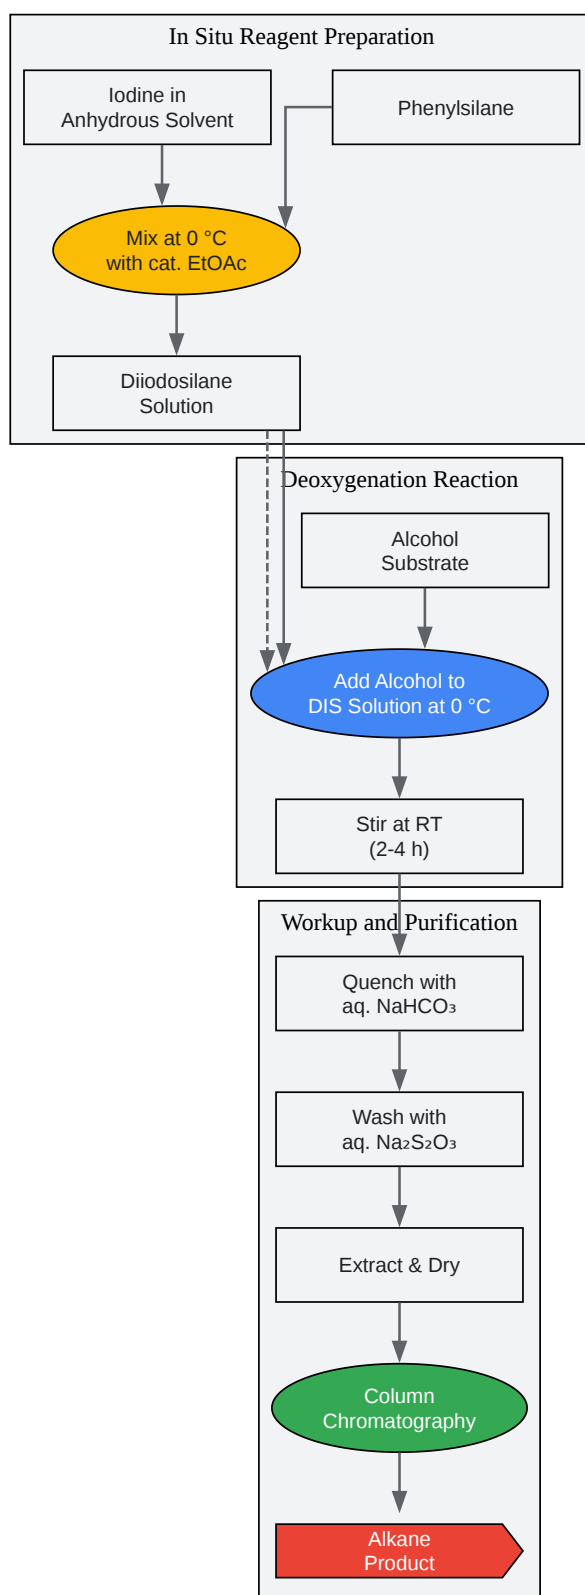 In Situ Reagent Preparation
Iodine in
Anhydrous Solvent
Phenylsilane
Mix at 0 °C
with cat. EtOAc
Diiodosilane
Solution
Deoxygenation Reaction
Alcohol
Substrate
Add Alcohol to
DIS Solution at 0 °C
Stir at RT
(2-4 h)
Workup and Purification
Quench with
aq. NaHCO₃
Wash with
aq. Na₂S₂O₃
Extract & Dry
Column
Chromatography
Alkane
Product